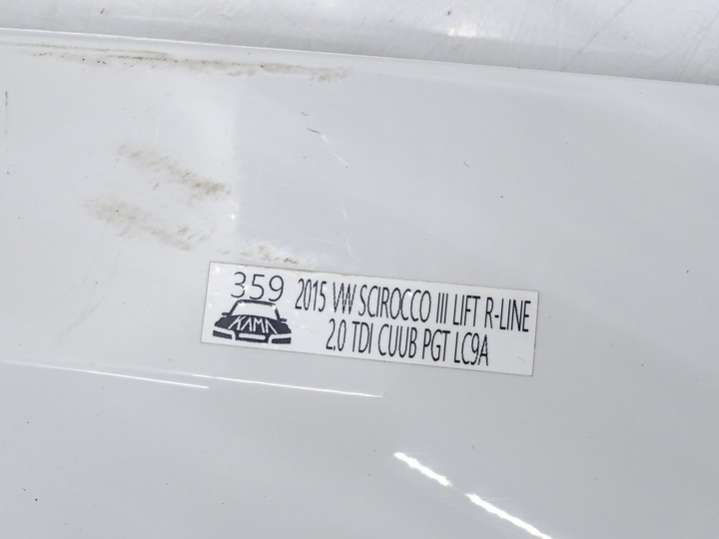 359
KAMA
2015 VW SCIROCCO III LIFT R-LINE
2.0 TDI CUUB PGT LC9A